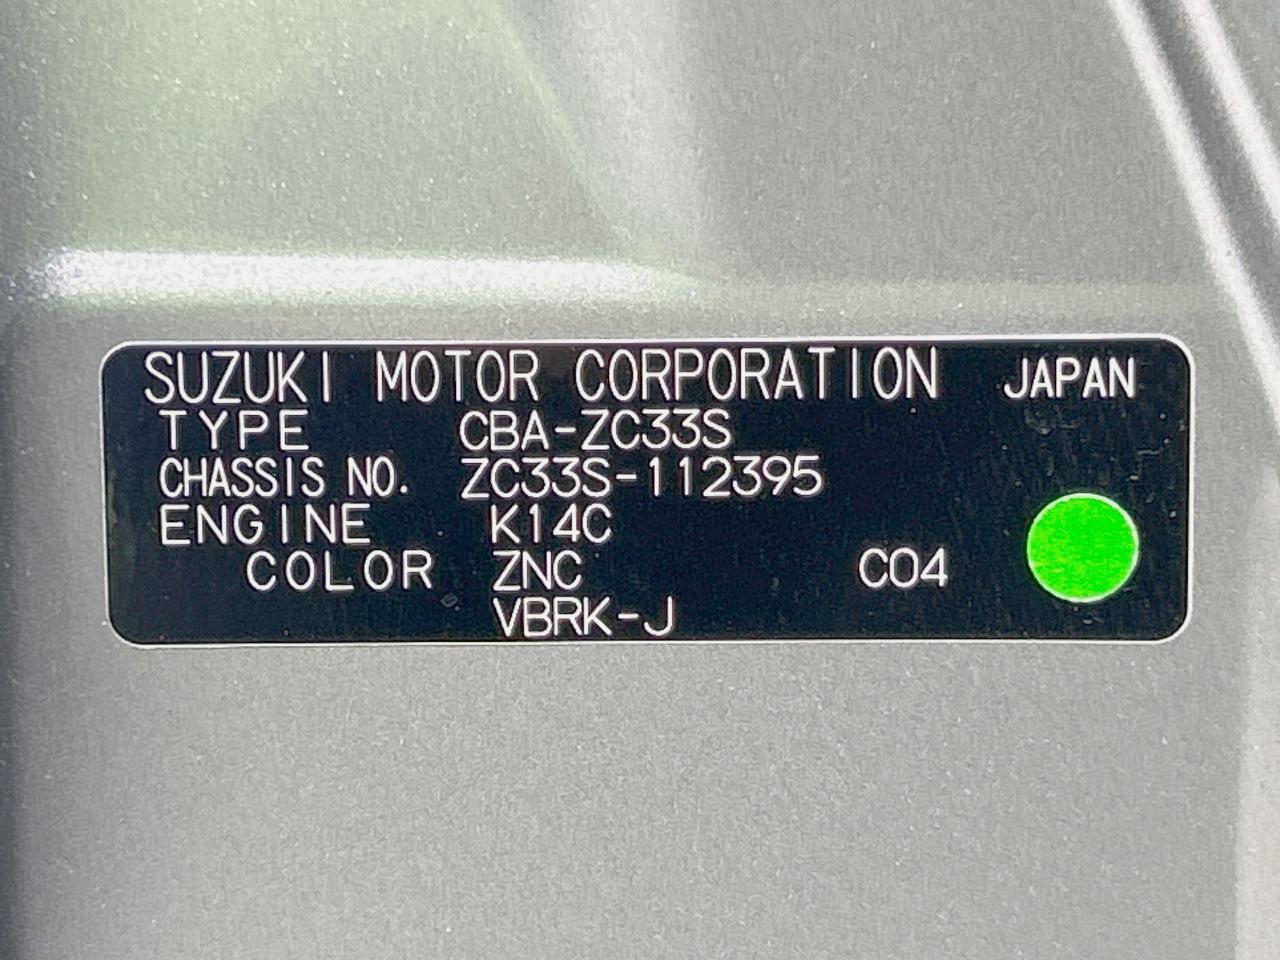 SUZUKI MOTOR CORPORATION JAPAN
TYPE CBA-ZC33S
CHASSIS NO. ZC33S-112395
ENGINE K14C
COLOR ZNC C04
VBRK-J